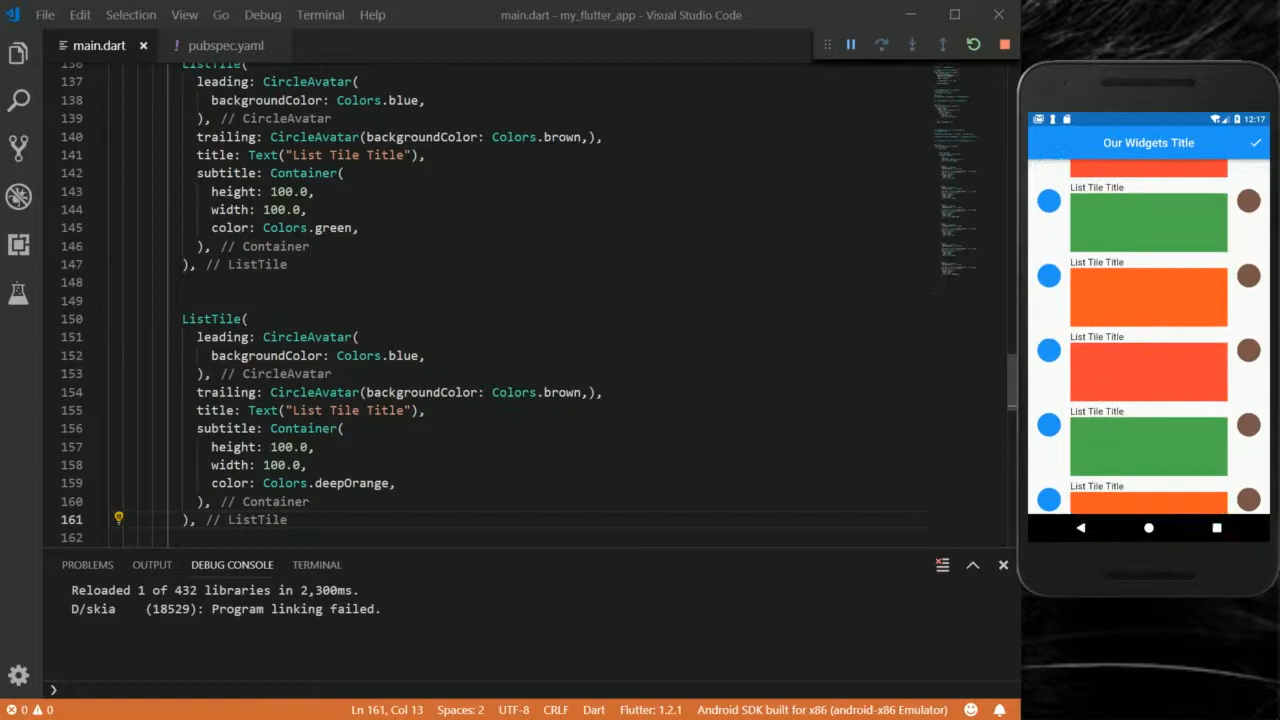 File Edit Selection View Go Debug Terminal Help
main.dart - my_flutter_app - Visual Studio Code
main.dart
! pubspec.yaml
136 ListTile(
137 leading: CircleAvatar(
138 backgroundColor: Colors.blue,
139 ), // CircleAvatar
140 trailing: CircleAvatar(backgroundColor: Colors.brown,),
141 title: Text("List Tile Title"),
142 subtitle: Container(
143 height: 100.0,
144 width: 100.0,
145 color: Colors.green,
146 ), // Container
147 ), // ListTile
148
149
150 ListTile(
151 leading: CircleAvatar(
152 backgroundColor: Colors.blue,
153 ), // CircleAvatar
154 trailing: CircleAvatar(backgroundColor: Colors.brown,),
155 title: Text("List Tile Title"),
156 subtitle: Container(
157 height: 100.0,
158 width: 100.0,
159 color: Colors.deepOrange,
160 ), // Container
161 ), // ListTile
162
PROBLEMS OUTPUT DEBUG CONSOLE TERMINAL
Reloaded 1 of 432 libraries in 2,300ms.
D/skia (18529): Program linking failed.
0 0
Ln 161, Col 13 Spaces: 2 UTF-8 CRLF Dart Flutter: 1.2.1 Android SDK built for x86 (android-x86 Emulator)
12:17
Our Widgets Title
List Tile Title
List Tile Title
List Tile Title
List Tile Title
List Tile Title